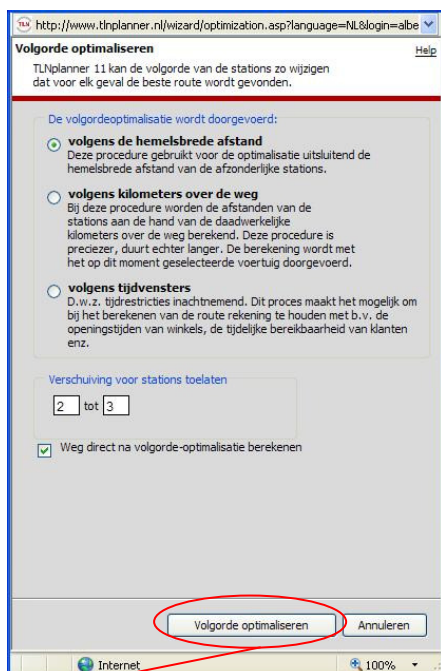 TLN http://www.tlnplanner.nl/wizard/optimization.asp?language=NL&login=albe
Volgorde optimaliseren Help
TLNplanner 11 kan de volgorde van de stations zo wijzigen
dat voor elk geval de beste route wordt gevonden.
De volgordeoptimalisatie wordt doorgevoerd:
volgens de hemelsbrede afstand
Deze procedure gebruikt voor de optimalisatie uitsluitend de
hemelsbrede afstand van de afzonderlijke stations.
volgens kilometers over de weg
Bij deze procedure worden de afstanden van de
stations aan de hand van de daadwerkelijke
kilometers over de weg berekend. Deze procedure is
preciezer, duurt echter langer. De berekening wordt met
het op dit moment geselecteerde voertuig doorgevoerd.
volgens tijdvensters
D.w.z. tijdrestricties inachtnemend. Dit proces maakt het mogelijk om
bij het berekenen van de route rekening te houden met b.v. de
openingstijden van winkels, de tijdelijke bereikbaarheid van klanten
enz.
Verschuiving voor stations toelaten
2 tot 3
Weg direct na volgorde-optimalisatie berekenen
Volgorde optimaliseren Annuleren
Internet 100%